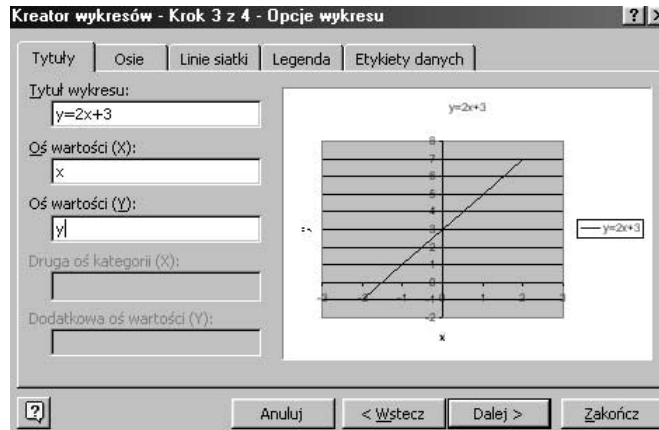 Kreator wykresów - Krok 3 z 4 - Opcje wykresu
Tytuły Osie Linie siatki Legenda Etykiety danych
Tytuł wykresu:
y=2x+3
Oś wartości (X):
x
Oś wartości (Y):
y
Druga oś kategorii (X):
Dodatkowa oś wartości (Y):
y=2x+3
8
7
6
5
4
3
2
1
0
-3 -2 -1 0 1 2 3
-2
y
x
y=2x+3
Anuluj < Wstecz Dalej > Zakończ